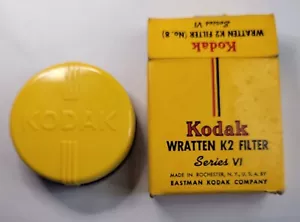 KODAK
Kodak
WRATTEN K2 FILTER (No. 8)
Series VI
Kodak
WRATTEN K2 FILTER
Series VI
MADE IN ROCHESTER, N. Y., U. S. A. BY
EASTMAN KODAK COMPANY